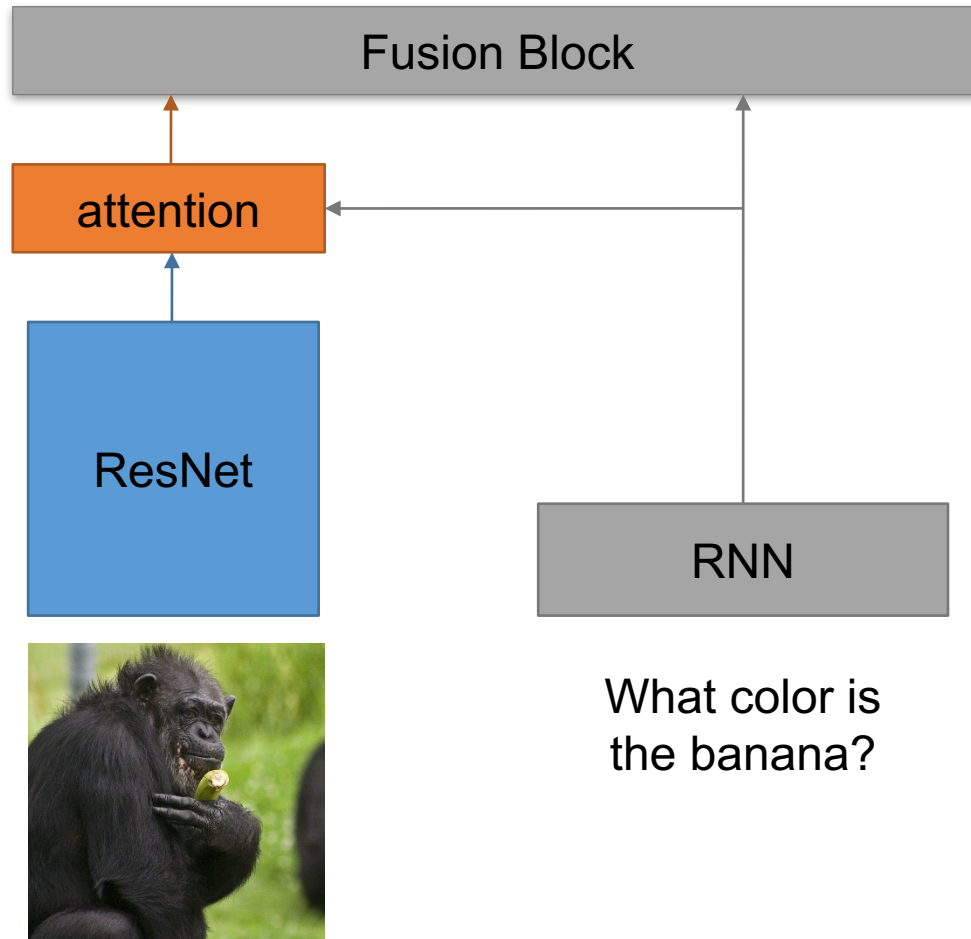 Fusion Block
attention
ResNet
RNN
What color is
the banana?